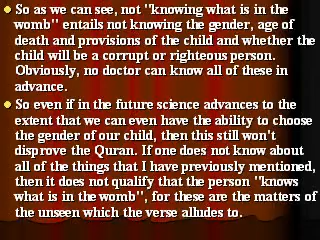 So as we can see, not "knowing what is in the
womb" entails not knowing the gender, age of
death and provisions of the child and whether the
child will be a corrupt or righteous person.
Obviously, no doctor can know all of these in
advance.
So even if in the future science advances to the
extent that we can even have the ability to choose
the gender of our child, then this still won't
disprove the Quran. If one does not know about
all of the things that I have previously mentioned,
then it does not qualify that the person "knows
what is in the womb", for these are the matters of
the unseen which the verse alludes to.